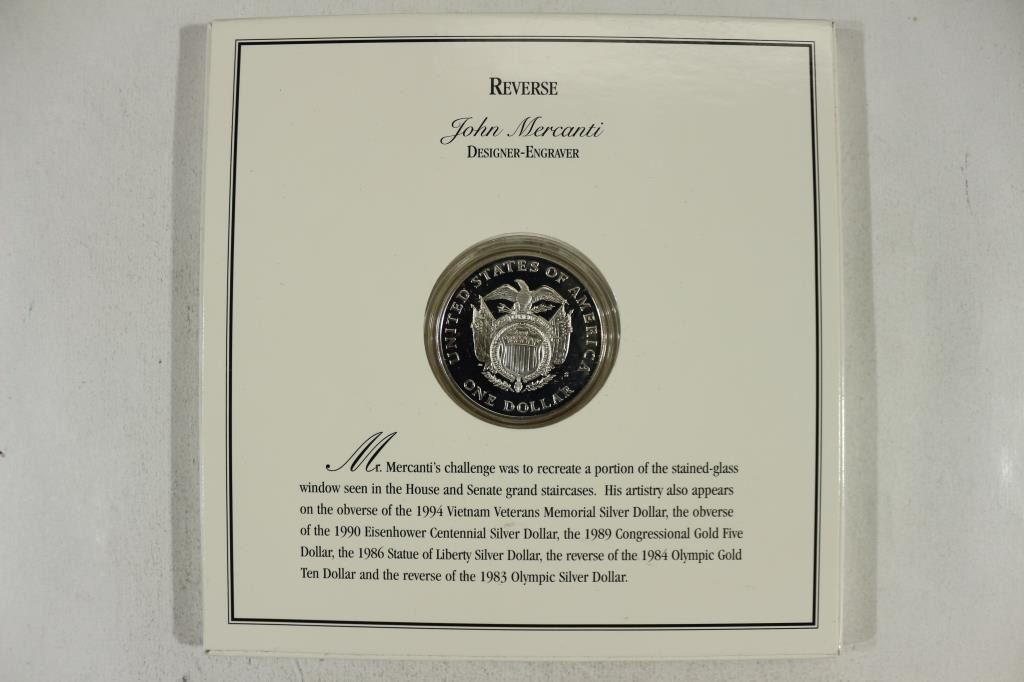 REVERSE
John Mercanti
DESIGNER-ENGRAVER
UNITED STATES OF AMERICA
ONE DOLLAR
Mr. Mercanti's challenge was to recreate a portion of the stained-glass
window seen in the House and Senate grand staircases. His artistry also appears
on the obverse of the 1994 Vietnam Veterans Memorial Silver Dollar, the obverse
of the 1990 Eisenhower Centennial Silver Dollar, the 1989 Congressional Gold Five
Dollar, the 1986 Statue of Liberty Silver Dollar, the reverse of the 1984 Olympic Gold
Ten Dollar and the reverse of the 1983 Olympic Silver Dollar.